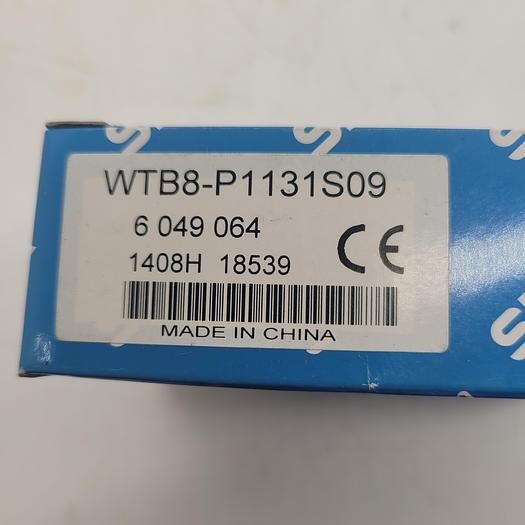 WTB8-P1131S09
6 049 064
1408H 18539
CE
MADE IN CHINA